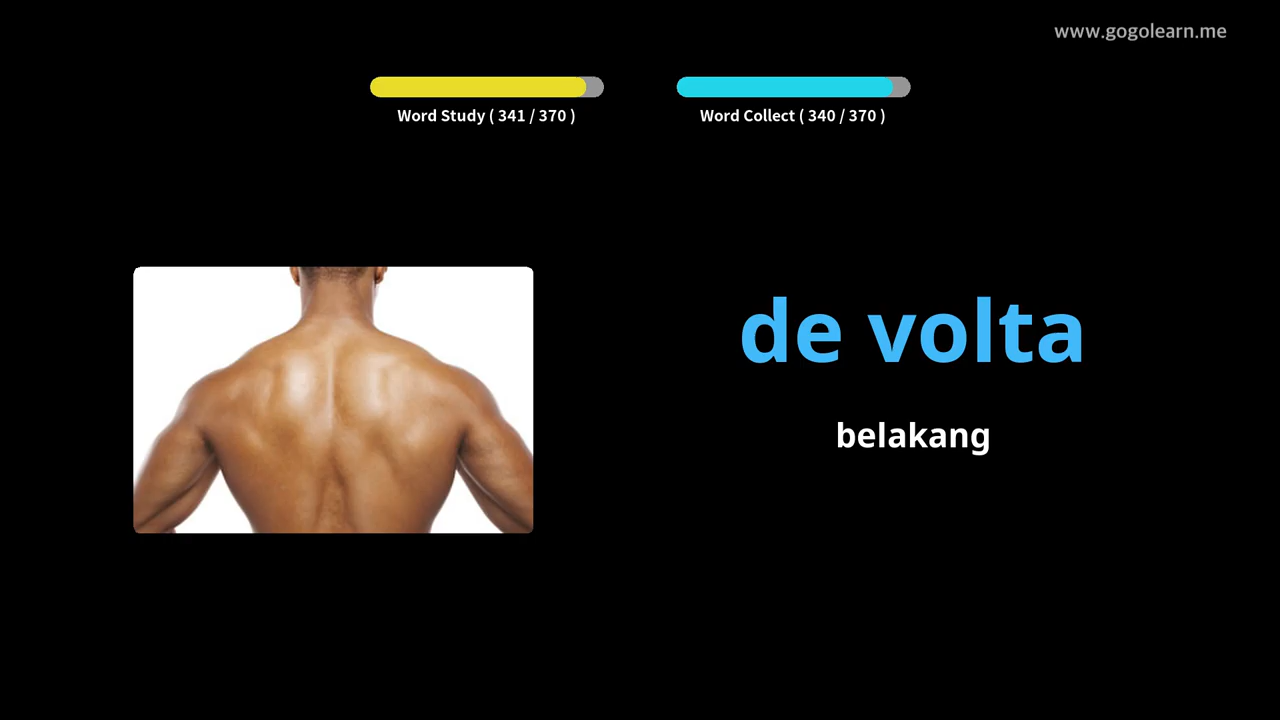 www.gogolearn.me
Word Study ( 341 / 370 )
Word Collect ( 340 / 370 )
de volta
belakang